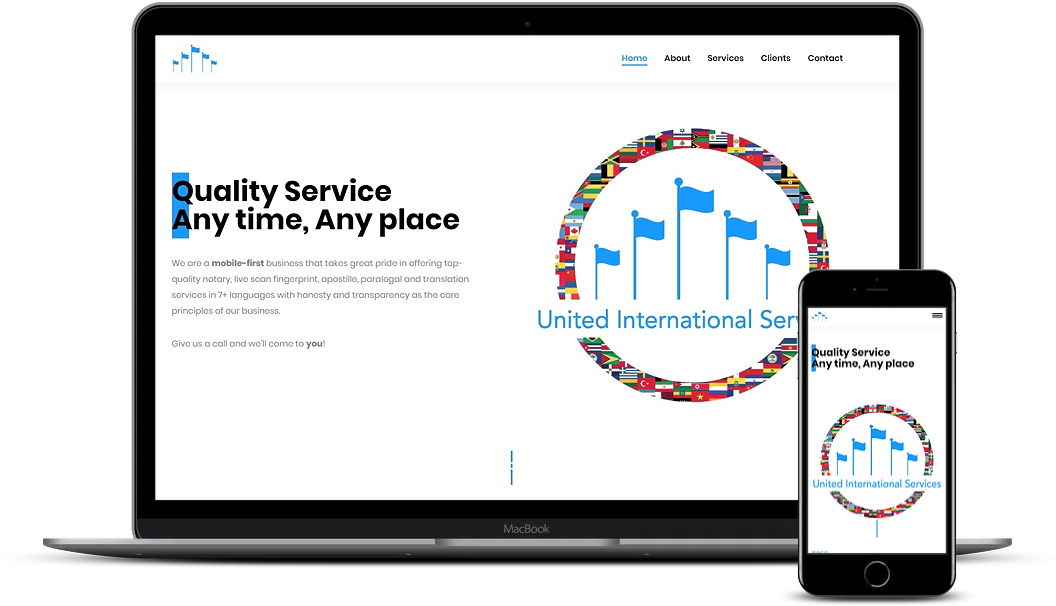 Home About Services Clients Contact
Quality Service
Any time, Any place
We are a mobile-first business that takes great pride in offering top-
quality notary, live scan fingerprint, apostille, paralegal and translation
services in 7+ languages with honesty and transparency as the core
principles of our business.
Give us a call and we'll come to you!
United International Serv
MacBook
Quality Service
Any time, Any place
United International Services
About us